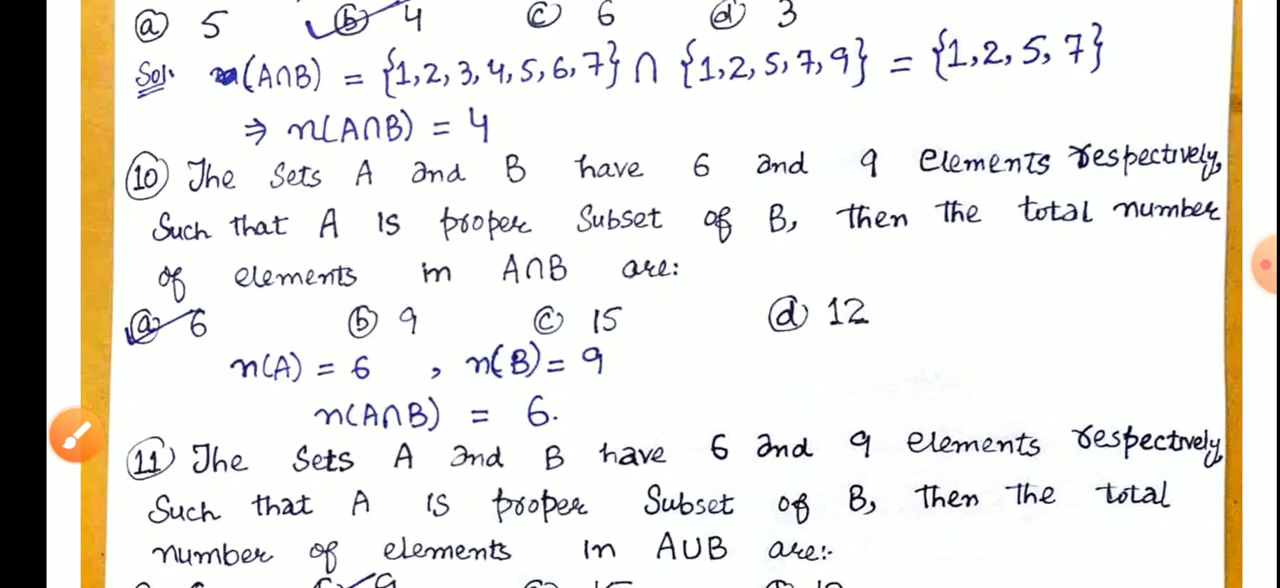 ⓐ 5 ⓑ 4 ⓒ 6 ⓓ 3
Sol. (A∩B) = {1,2,3,4,5,6,7} ∩ {1,2,5,7,9} = {1,2,5,7}
⇒ n(A∩B) = 4
⑩ The Sets A and B have 6 and 9 elements respectively,
Such that A is proper Subset of B, then the total number
of elements in A∩B are:
ⓐ 6 ⓑ 9 ⓒ 15 ⓓ 12
n(A) = 6 , n(B) = 9
n(A∩B) = 6.
⑪ The Sets A and B have 6 and 9 elements respectively,
Such that A is proper Subset of B, then the total
number of elements in A∪B are:-